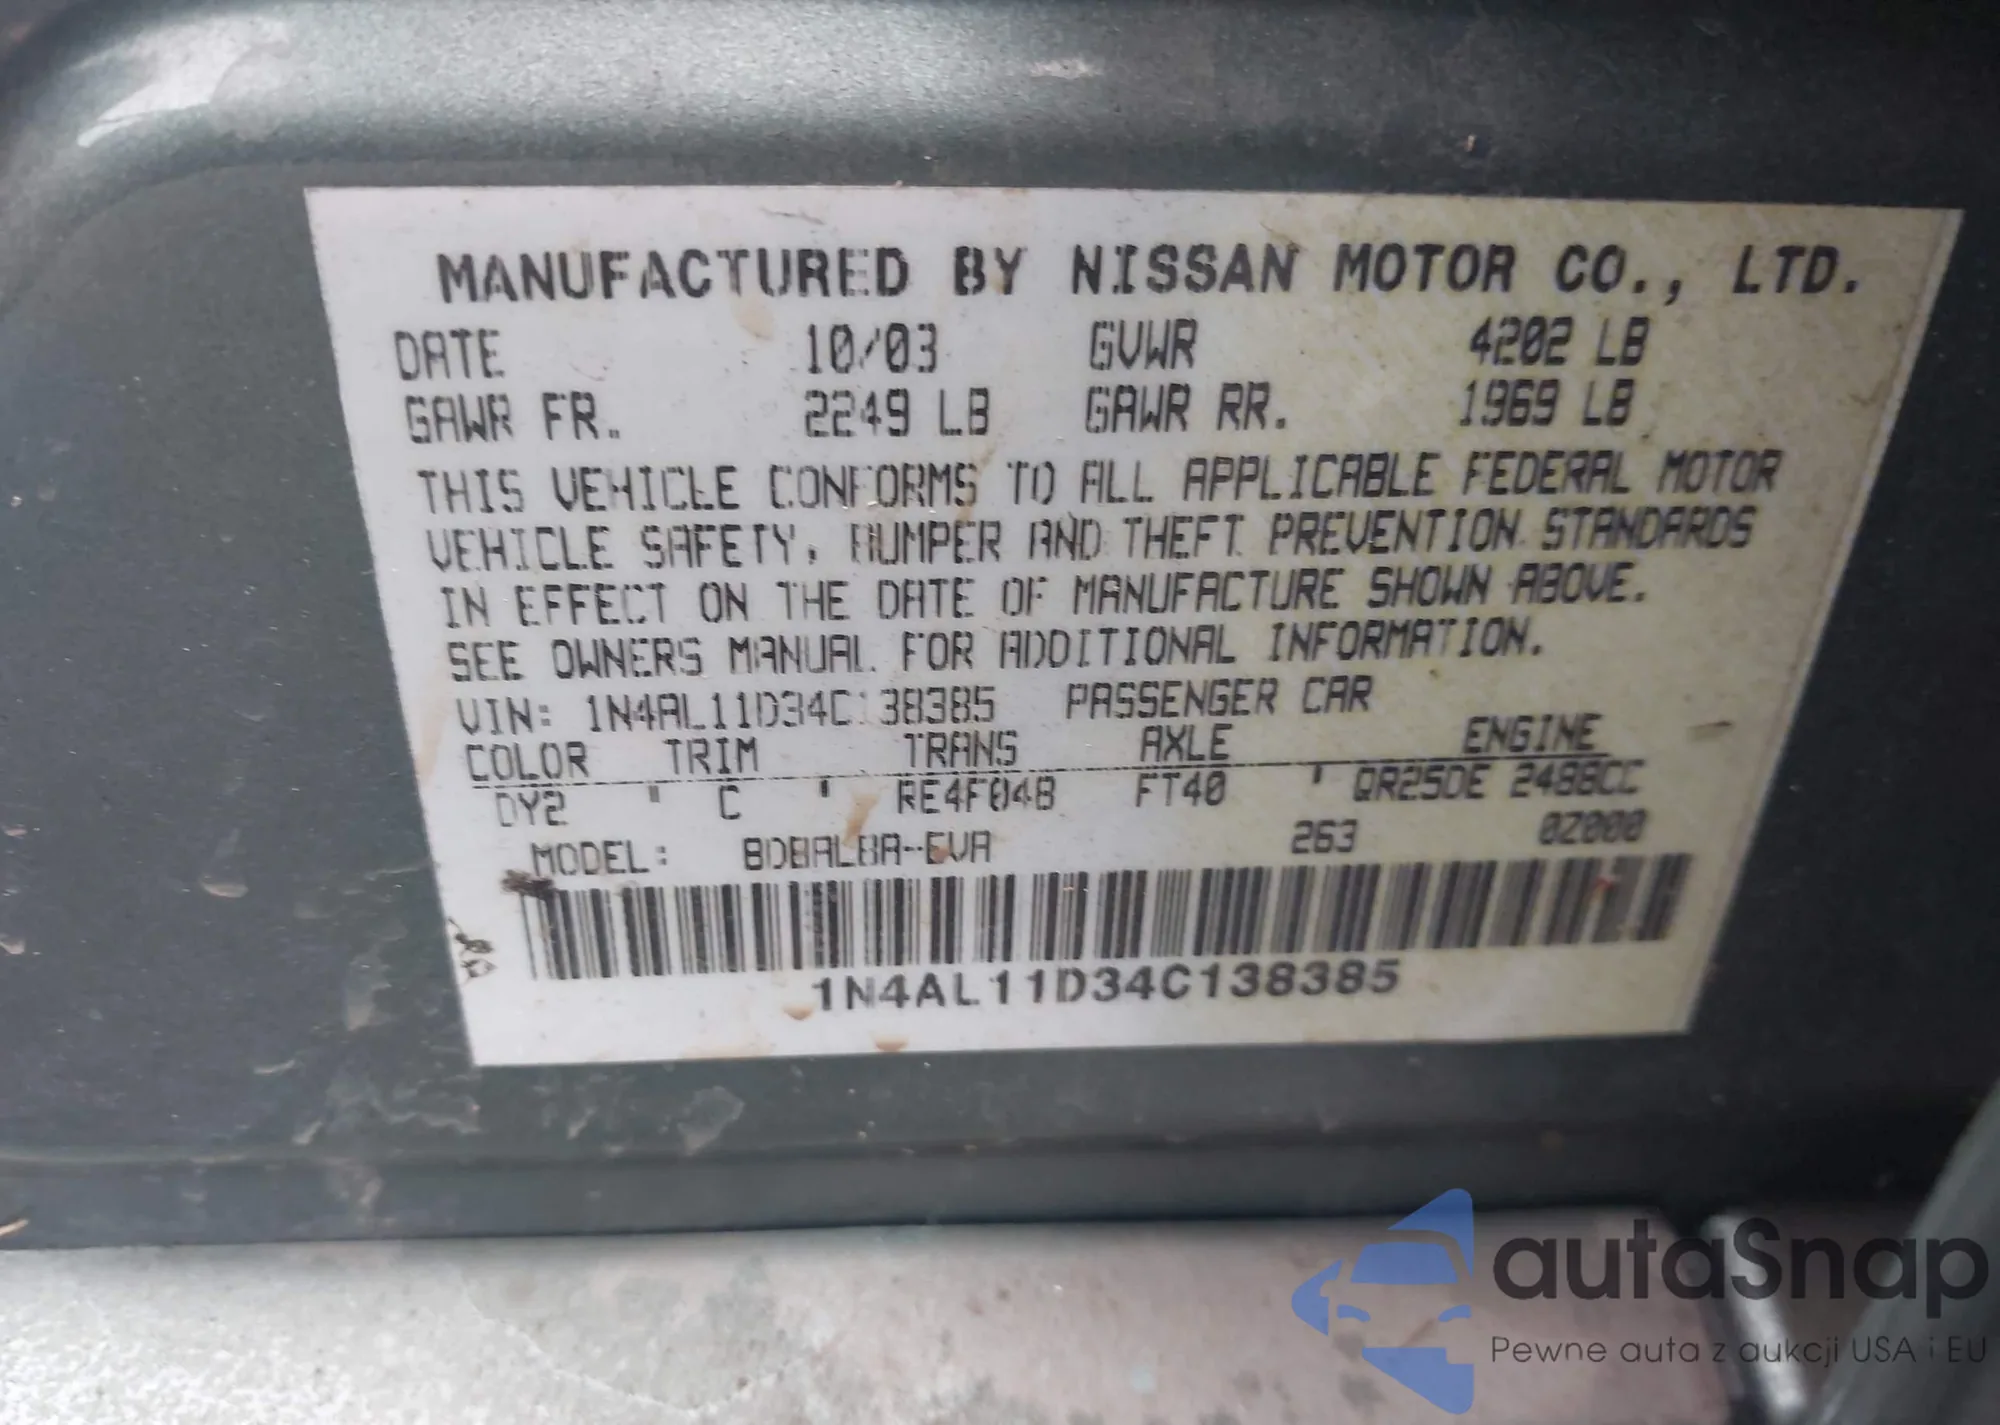 MANUFACTURED BY NISSAN MOTOR CO., LTD.
DATE 10/03 GVWR 4202 LB
GAWR FR. 2249 LB GAWR RR. 1969 LB
THIS VEHICLE CONFORMS TO ALL APPLICABLE FEDERAL MOTOR
VEHICLE SAFETY, BUMPER AND THEFT PREVENTION STANDARDS
IN EFFECT ON THE DATE OF MANUFACTURE SHOWN ABOVE.
SEE OWNERS MANUAL FOR ADDITIONAL INFORMATION.
VIN: 1N4AL11D34C138385 PASSENGER CAR
COLOR TRIM TRANS AXLE ENGINE
DY2 ' C ' RE4F04B FT40 ' QR25DE 2488CC
MODEL: BDBALBA-EVA 263 0Z000
1N4AL11D34C138385
autaSnap
Pewne auta z aukcji USA i EU